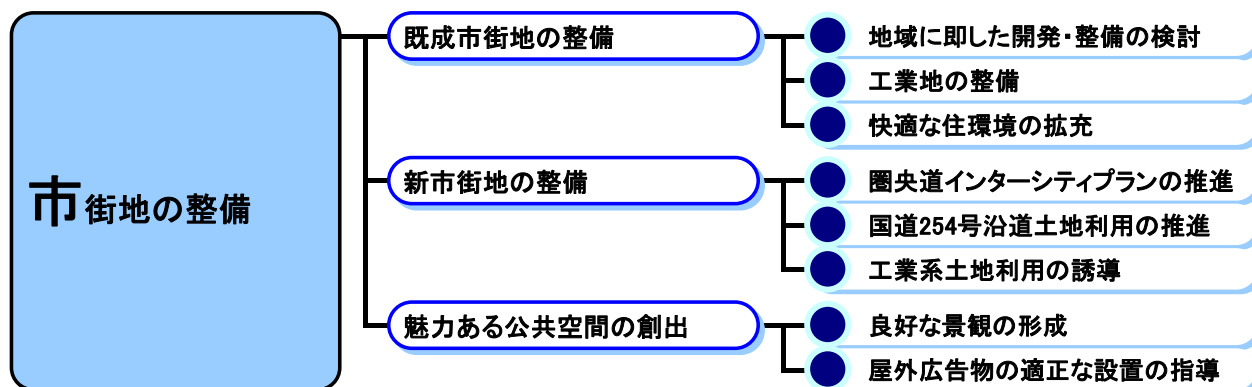 市街地の整備
既成市街地の整備
地域に即した開発・整備の検討
工業地の整備
快適な住環境の拡充
新市街地の整備
圏央道インターシティプランの推進
国道254号沿道土地利用の推進
工業系土地利用の誘導
魅力ある公共空間の創出
良好な景観の形成
屋外広告物の適正な設置の指導